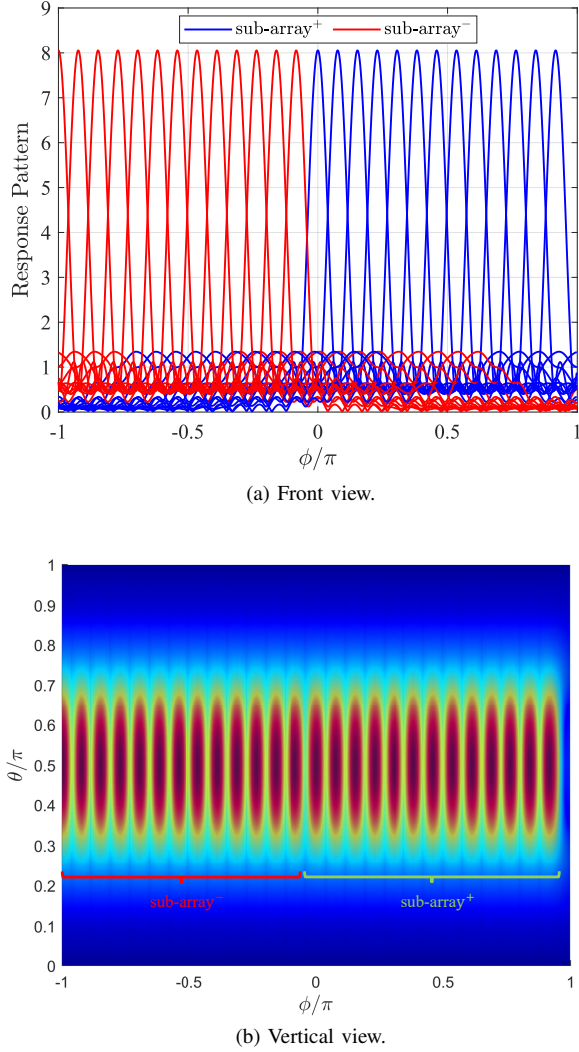 9
8
7
6
5
4
3
2
1
0
Response Pattern
sub-array⁺ sub-array⁻
-1 -0.5 0 0.5 1
ϕ/π
(a) Front view.
1
0.9
0.8
0.7
0.6
0.5
0.4
0.3
0.2
0.1
0
θ/π
sub-array⁻ sub-array⁺
-1 -0.5 0 0.5 1
ϕ/π
(b) Vertical view.